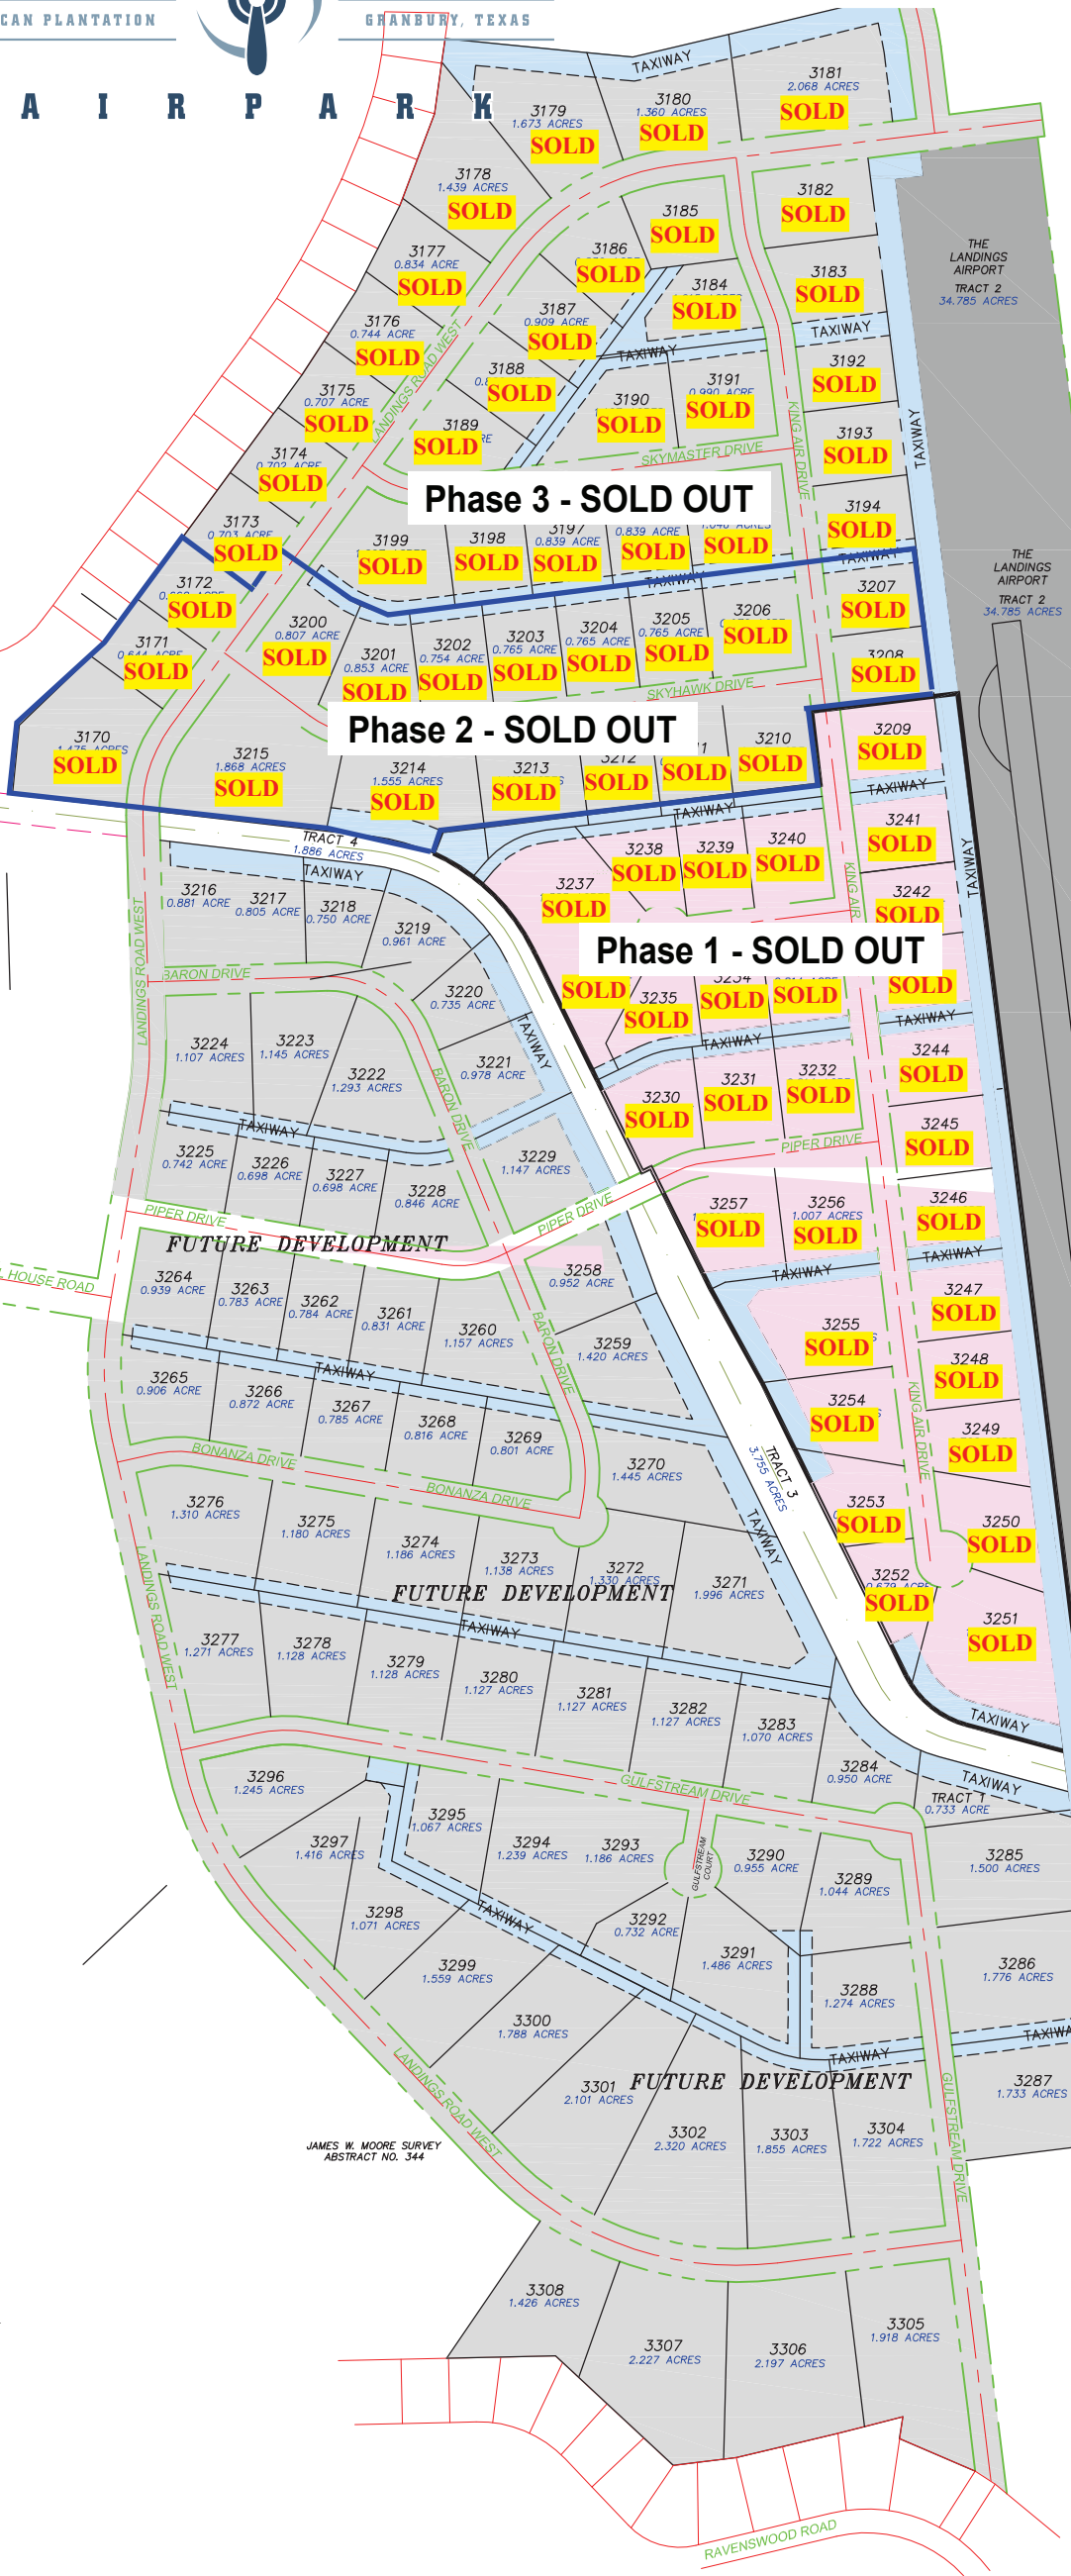 CAN PLANTATION
GRANBURY, TEXAS
A I R P A R K
TAXIWAY
3181
2.068 ACRES
SOLD
3180
1.360 ACRES
SOLD
3179
1.673 ACRES
SOLD
3178
1.439 ACRES
SOLD
3182
SOLD
3185
SOLD
3177
0.834 ACRE
SOLD
3186
SOLD
3183
SOLD
3184
SOLD
THE
LANDINGS
AIRPORT
TRACT 2
34.785 ACRES
3176
0.744 ACRE
SOLD
3187
0.909 ACRE
SOLD
TAXIWAY
TAXIWAY
LANDINGS ROAD WEST
3188
SOLD
3192
SOLD
3175
0.707 ACRE
SOLD
3191
0.990 ACRE
SOLD
3190
SOLD
KING AIR DRIVE
TAXIWAY
3189
SOLD
3193
SOLD
3174
0.702 ACRE
SOLD
SKYMASTER DRIVE
Phase 3 - SOLD OUT
3173
0.703 ACRE
SOLD
3194
SOLD
3199
SOLD
3198
SOLD
3197
0.839 ACRE
SOLD
0.839 ACRE
SOLD
SOLD
TAXIWAY
TAXIWAY
THE
LANDINGS
AIRPORT
TRACT 2
34.785 ACRES
3172
SOLD
3207
SOLD
3200
0.807 ACRE
SOLD
3206
SOLD
3205
0.765 ACRE
SOLD
3204
0.765 ACRE
SOLD
3203
0.765 ACRE
SOLD
3202
0.754 ACRE
SOLD
3201
0.853 ACRE
SOLD
3171
0.644 ACRE
SOLD
3208
SOLD
SKYHAWK DRIVE
Phase 2 - SOLD OUT
3170
1.475 ACRES
SOLD
3215
1.868 ACRES
SOLD
3214
1.555 ACRES
SOLD
3213
SOLD
3212
SOLD
SOLD
3210
SOLD
3209
SOLD
TAXIWAY
TAXIWAY
TRACT 4
1.886 ACRES
TAXIWAY
3241
SOLD
3240
SOLD
3239
SOLD
3238
SOLD
3237
SOLD
KING AIR
TAXIWAY
3242
SOLD
3216
0.881 ACRE
3217
0.805 ACRE
3218
0.750 ACRE
3219
0.961 ACRE
LANDINGS ROAD WEST
BARON DRIVE
Phase 1 - SOLD OUT
SOLD
3235
SOLD
3234
SOLD
SOLD
SOLD
3220
0.735 ACRE
TAXIWAY
TAXIWAY
TAXIWAY
3224
1.107 ACRES
3223
1.145 ACRES
3222
1.293 ACRES
3221
0.978 ACRE
BARON DRIVE
3244
SOLD
3232
SOLD
3231
SOLD
3230
SOLD
3245
SOLD
TAXIWAY
PIPER DRIVE
3225
0.742 ACRE
3226
0.698 ACRE
3227
0.698 ACRE
3228
0.846 ACRE
3229
1.147 ACRES
3257
SOLD
3256
1.007 ACRES
SOLD
3246
SOLD
PIPER DRIVE
PIPER DRIVE
FUTURE DEVELOPMENT
TAXIWAY
TAXIWAY
HOUSE ROAD
3264
0.939 ACRE
3263
0.783 ACRE
3262
0.784 ACRE
3261
0.831 ACRE
3260
1.157 ACRES
3258
0.952 ACRE
3259
1.420 ACRES
BARON DRIVE
3247
SOLD
3255
SOLD
3248
SOLD
TAXIWAY
3265
0.906 ACRE
3266
0.872 ACRE
3267
0.785 ACRE
3268
0.816 ACRE
3269
0.801 ACRE
3254
SOLD
KING AIR DRIVE
3249
SOLD
BONANZA DRIVE
BONANZA DRIVE
3270
1.445 ACRES
TRACT 3
3.755 ACRES
3253
SOLD
3250
SOLD
TAXIWAY
3276
1.310 ACRES
3275
1.180 ACRES
3274
1.186 ACRES
3273
1.138 ACRES
3272
1.330 ACRES
3271
1.996 ACRES
FUTURE DEVELOPMENT
3252
0.679 ACRE
SOLD
3251
SOLD
LANDINGS ROAD WEST
TAXIWAY
3277
1.271 ACRES
3278
1.128 ACRES
3279
1.128 ACRES
3280
1.127 ACRES
3281
1.127 ACRES
3282
1.127 ACRES
3283
1.070 ACRES
3284
0.950 ACRE
TAXIWAY
TAXIWAY
TRACT 1
0.733 ACRE
GULFSTREAM DRIVE
3296
1.245 ACRES
3295
1.067 ACRES
3297
1.416 ACRES
3294
1.239 ACRES
3293
1.186 ACRES
GULFSTREAM
COURT
3290
0.955 ACRE
3289
1.044 ACRES
3285
1.500 ACRES
3298
1.071 ACRES
TAXIWAY
3292
0.732 ACRE
3291
1.486 ACRES
3299
1.559 ACRES
3286
1.776 ACRES
3288
1.274 ACRES
3300
1.788 ACRES
TAXIWAY
TAXIWA
LANDINGS ROAD WEST
3301
2.101 ACRES
FUTURE DEVELOPMENT
3287
1.733 ACRES
GULFSTREAM DRIVE
3302
2.320 ACRES
3303
1.855 ACRES
3304
1.722 ACRES
JAMES W. MOORE SURVEY
ABSTRACT NO. 344
3308
1.426 ACRES
3307
2.227 ACRES
3306
2.197 ACRES
3305
1.918 ACRES
RAVENSWOOD ROAD